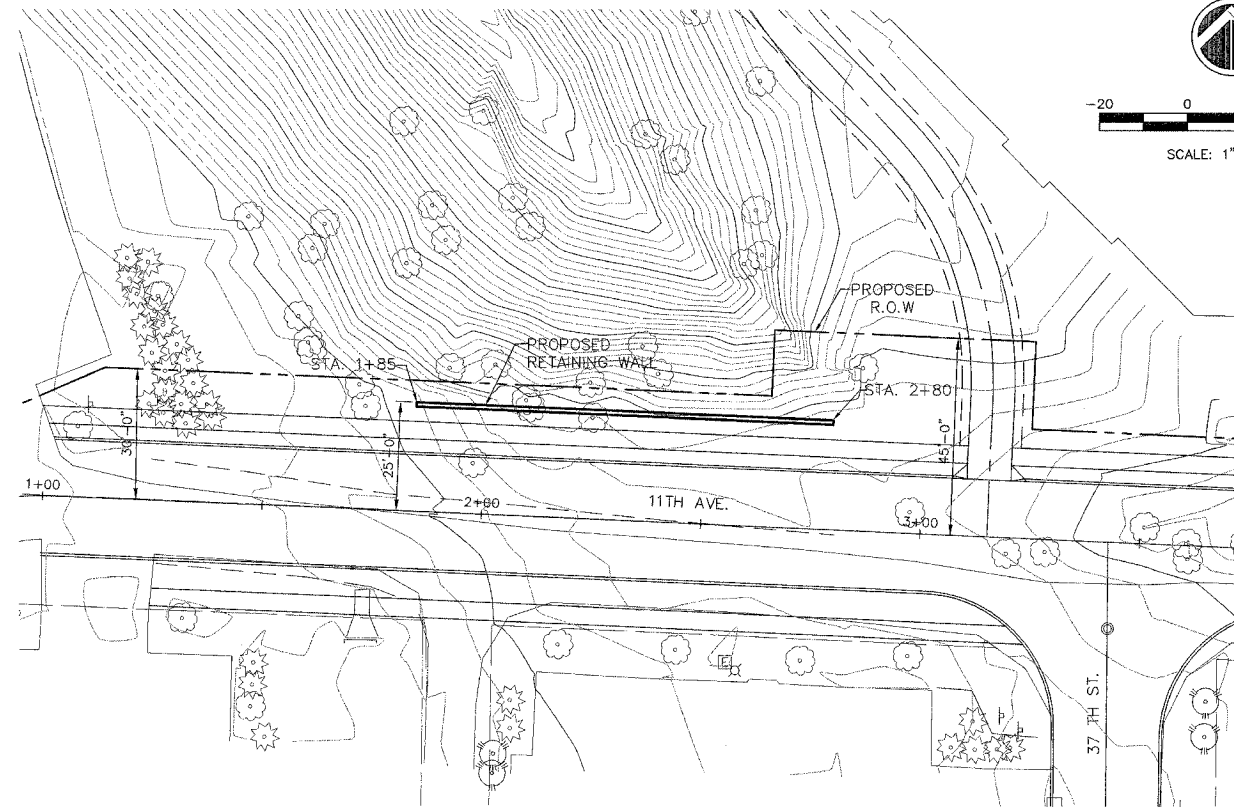 -20 0
SCALE: 1"
PROPOSED
R.O.W
PROPOSED
RETAINING WALL
STA. 1+85
STA. 2+80
30'-0"
25'-0"
45'-0"
1+00
2+00
11TH AVE.
3+00
E
37 TH ST.